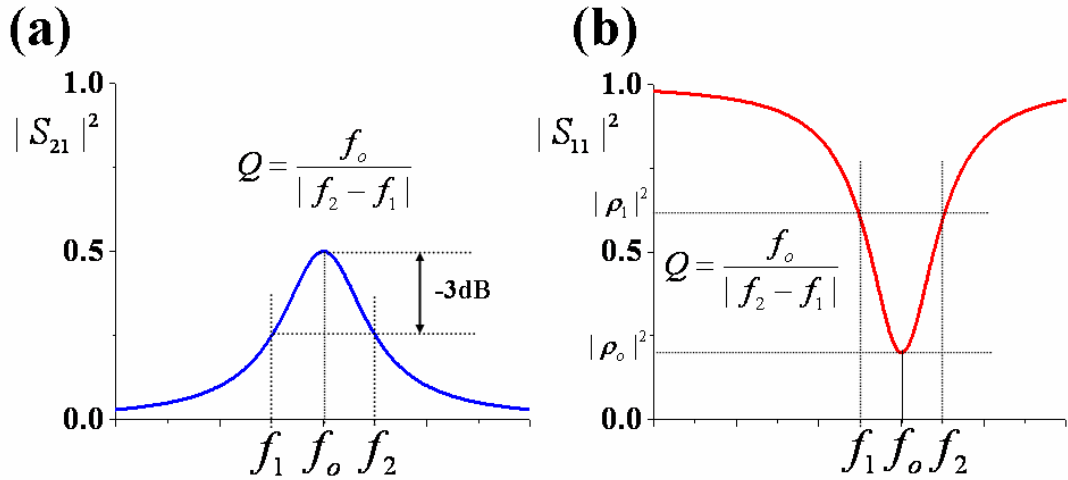 (a)
1.0
|S₂₁|²
Q = fₒ / |f₂ − f₁|
0.5
-3dB
0.0
f₁ fₒ f₂
(b)
1.0
|S₁₁|²
|ρ₁|²
0.5
Q = fₒ / |f₂ − f₁|
|ρₒ|²
0.0
f₁ fₒ f₂